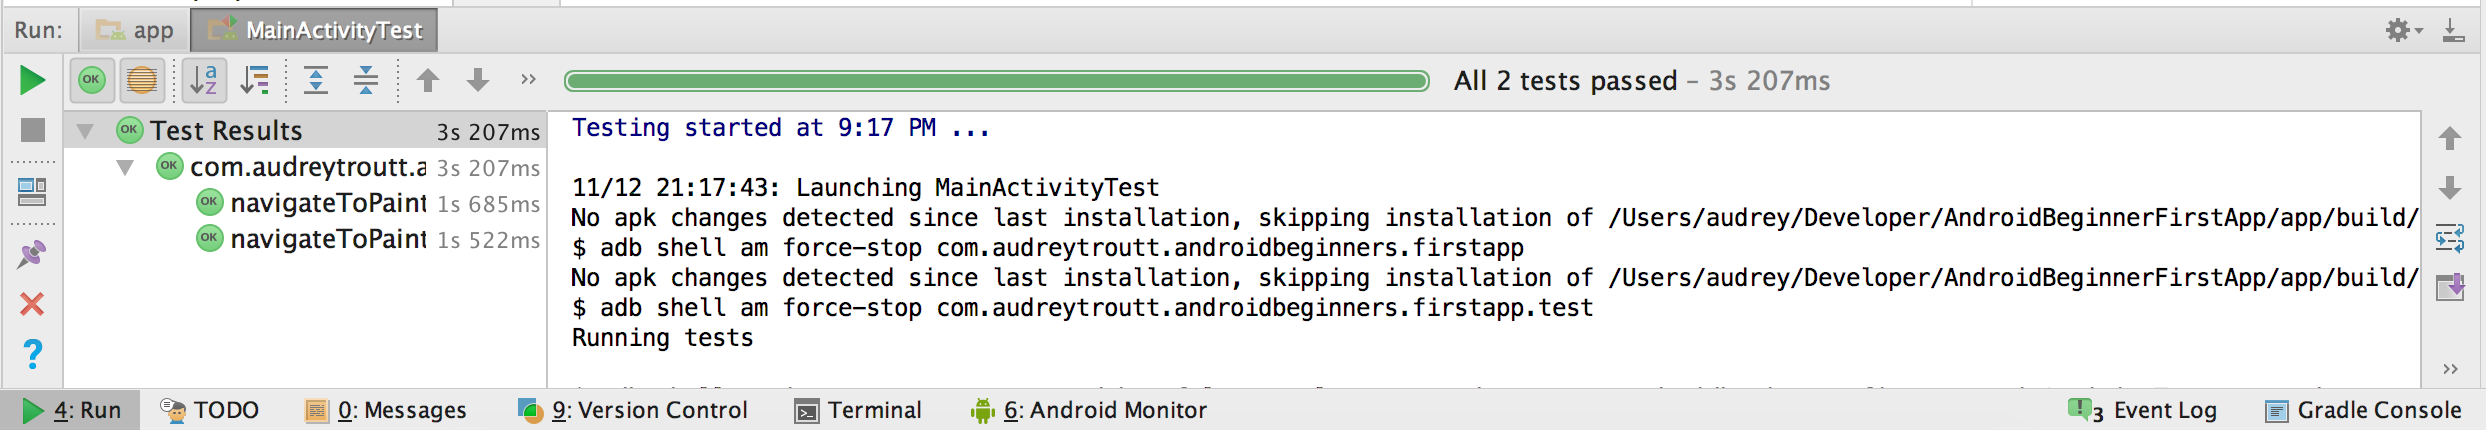 Run: app MainActivityTest
OK All 2 tests passed – 3s 207ms
OK Test Results 3s 207ms
OK com.audreytroutt.a 3s 207ms
OK navigateToPaint 1s 685ms
OK navigateToPaint 1s 522ms
Testing started at 9:17 PM ...
11/12 21:17:43: Launching MainActivityTest
No apk changes detected since last installation, skipping installation of /Users/audrey/Developer/AndroidBeginnerFirstApp/app/build/
$ adb shell am force-stop com.audreytroutt.androidbeginners.firstapp
No apk changes detected since last installation, skipping installation of /Users/audrey/Developer/AndroidBeginnerFirstApp/app/build/
$ adb shell am force-stop com.audreytroutt.androidbeginners.firstapp.test
Running tests
4: Run TODO 0: Messages 9: Version Control Terminal 6: Android Monitor 3 Event Log Gradle Console